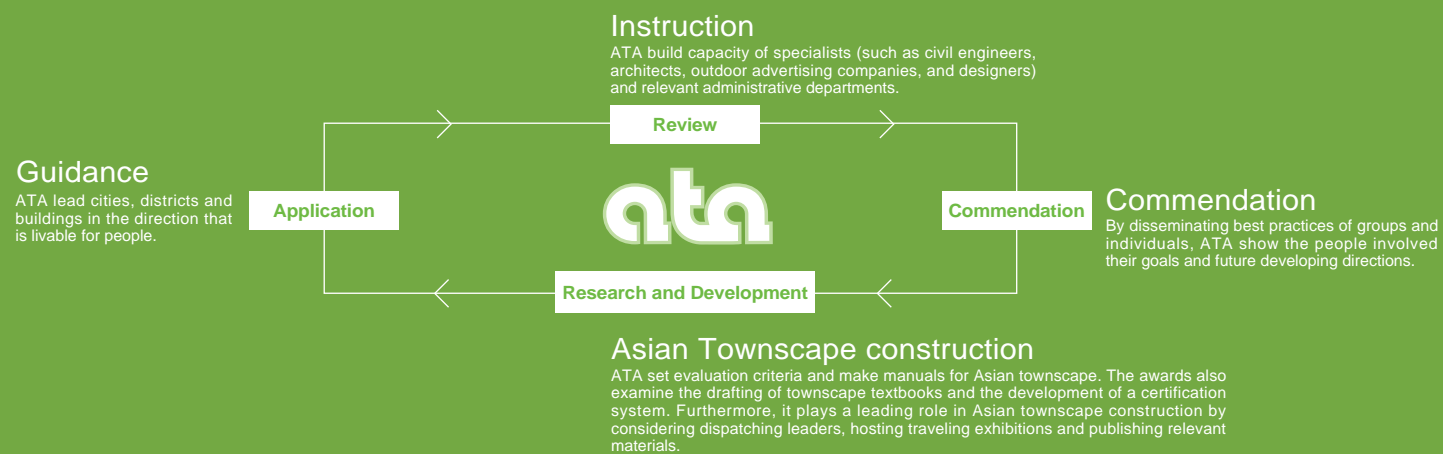 Instruction
ATA build capacity of specialists (such as civil engineers,
architects, outdoor advertising companies, and designers)
and relevant administrative departments.
Review
Guidance
ATA lead cities, districts and
buildings in the direction that
is livable for people.
Application
ata
Commendation
Commendation
By disseminating best practices of groups and
individuals, ATA show the people involved
their goals and future developing directions.
Research and Development
Asian Townscape construction
ATA set evaluation criteria and make manuals for Asian townscape. The awards also
examine the drafting of townscape textbooks and the development of a certification
system. Furthermore, it plays a leading role in Asian townscape construction by
considering dispatching leaders, hosting traveling exhibitions and publishing relevant
materials.